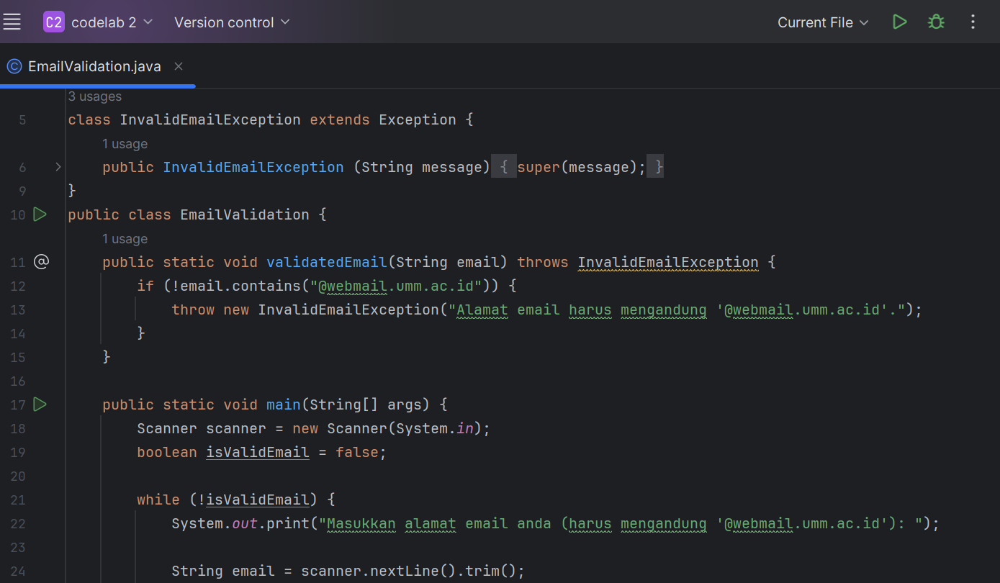 C2 codelab 2 Version control Current File
EmailValidation.java
3 usages
5 class InvalidEmailException extends Exception {
1 usage
6 public InvalidEmailException (String message) { super(message); }
9 }
10 public class EmailValidation {
1 usage
11 @ public static void validatedEmail(String email) throws InvalidEmailException {
12 if (!email.contains("@webmail.umm.ac.id")) {
13 throw new InvalidEmailException("Alamat email harus mengandung '@webmail.umm.ac.id'.");
14 }
15 }
16
17 public static void main(String[] args) {
18 Scanner scanner = new Scanner(System.in);
19 boolean isValidEmail = false;
20
21 while (!isValidEmail) {
22 System.out.print("Masukkan alamat email anda (harus mengandung '@webmail.umm.ac.id'): ");
23
24 String email = scanner.nextLine().trim();